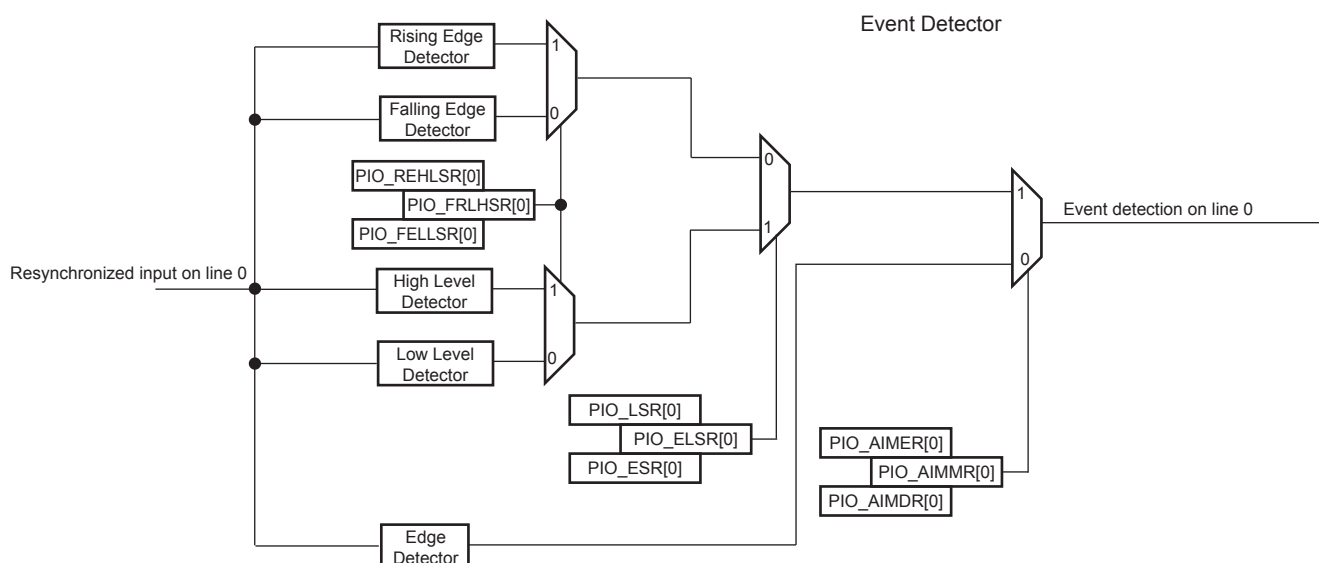 Event Detector
Rising Edge
Detector
1
Falling Edge
Detector
0
PIO_REHLSR[0]
PIO_FRLHSR[0]
PIO_FELLSR[0]
0
1
1
0
Event detection on line 0
Resynchronized input on line 0
High Level
Detector
1
Low Level
Detector
0
PIO_LSR[0]
PIO_ELSR[0]
PIO_ESR[0]
PIO_AIMER[0]
PIO_AIMMR[0]
PIO_AIMDR[0]
Edge
Detector